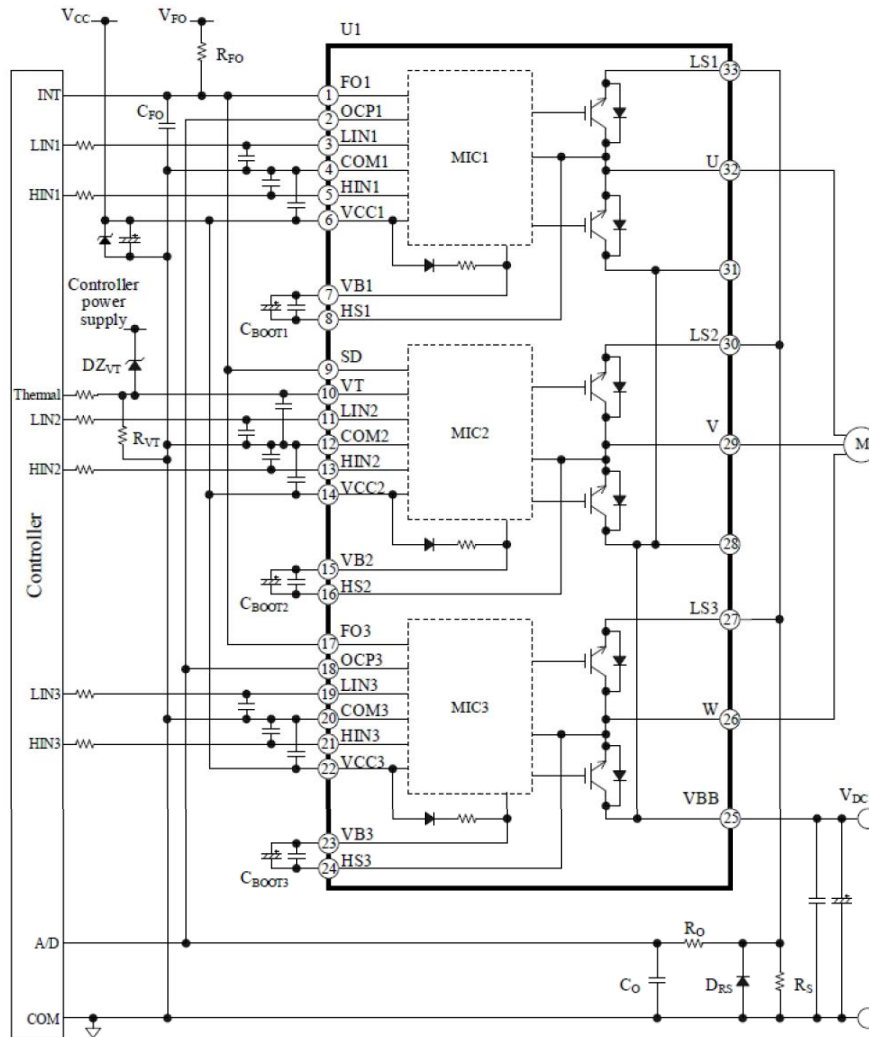 VCC
VFO
U1
RFO
LS1
33
INT
1
FO1
CFO
2
OCP1
LIN1
3
LIN1
4
COM1
MIC1
U
32
HIN1
5
HIN1
6
VCC1
31
Controller
power
supply
7
VB1
CBOOT1
8
HS1
LS2
30
DZVT
9
SD
Thermal
10
VT
LIN2
11
LIN2
RVT
12
COM2
MIC2
V
29
M
HIN2
13
HIN2
14
VCC2
28
Controller
15
VB2
CBOOT2
16
HS2
LS3
27
17
FO3
18
OCP3
LIN3
19
LIN3
20
COM3
MIC3
W
26
HIN3
21
HIN3
22
VCC3
VBB
25
VDC
23
VB3
CBOOT3
24
HS3
A/D
RO
CO
DRS
RS
COM